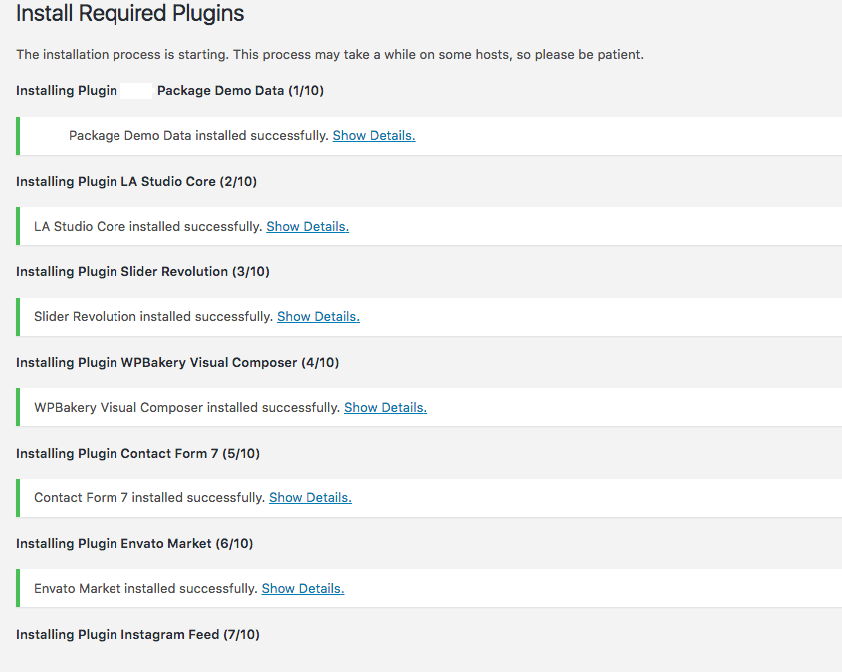 Install Required Plugins
The installation process is starting. This process may take a while on some hosts, so please be patient.
Installing Plugin Package Demo Data (1/10)
Package Demo Data installed successfully. Show Details.
Installing Plugin LA Studio Core (2/10)
LA Studio Core installed successfully. Show Details.
Installing Plugin Slider Revolution (3/10)
Slider Revolution installed successfully. Show Details.
Installing Plugin WPBakery Visual Composer (4/10)
WPBakery Visual Composer installed successfully. Show Details.
Installing Plugin Contact Form 7 (5/10)
Contact Form 7 installed successfully. Show Details.
Installing Plugin Envato Market (6/10)
Envato Market installed successfully. Show Details.
Installing Plugin Instagram Feed (7/10)